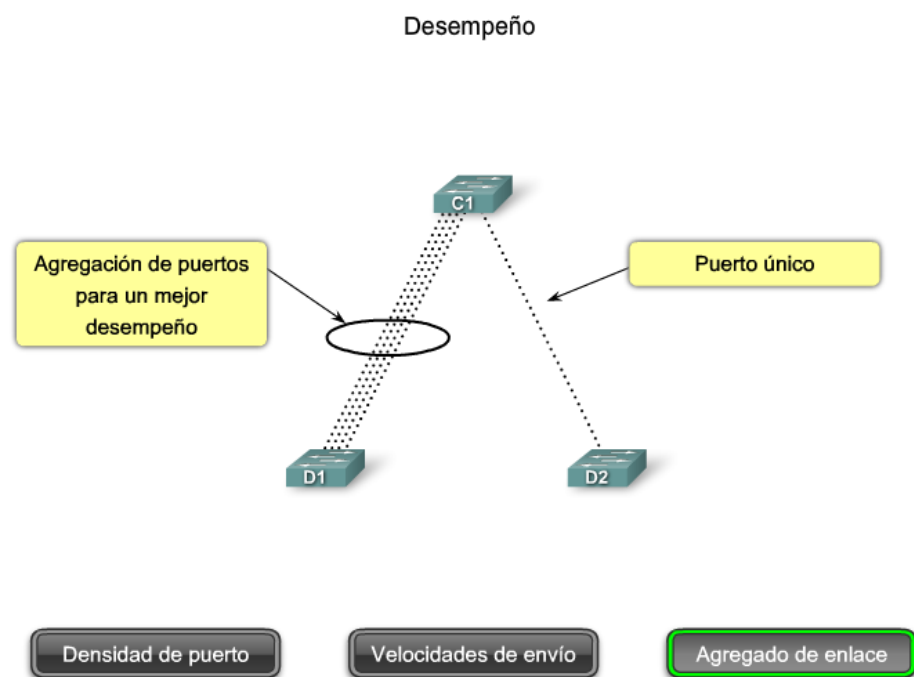 Desempeño
C1
Agregación de puertos
para un mejor
desempeño
Puerto único
D1
D2
Densidad de puerto
Velocidades de envío
Agregado de enlace